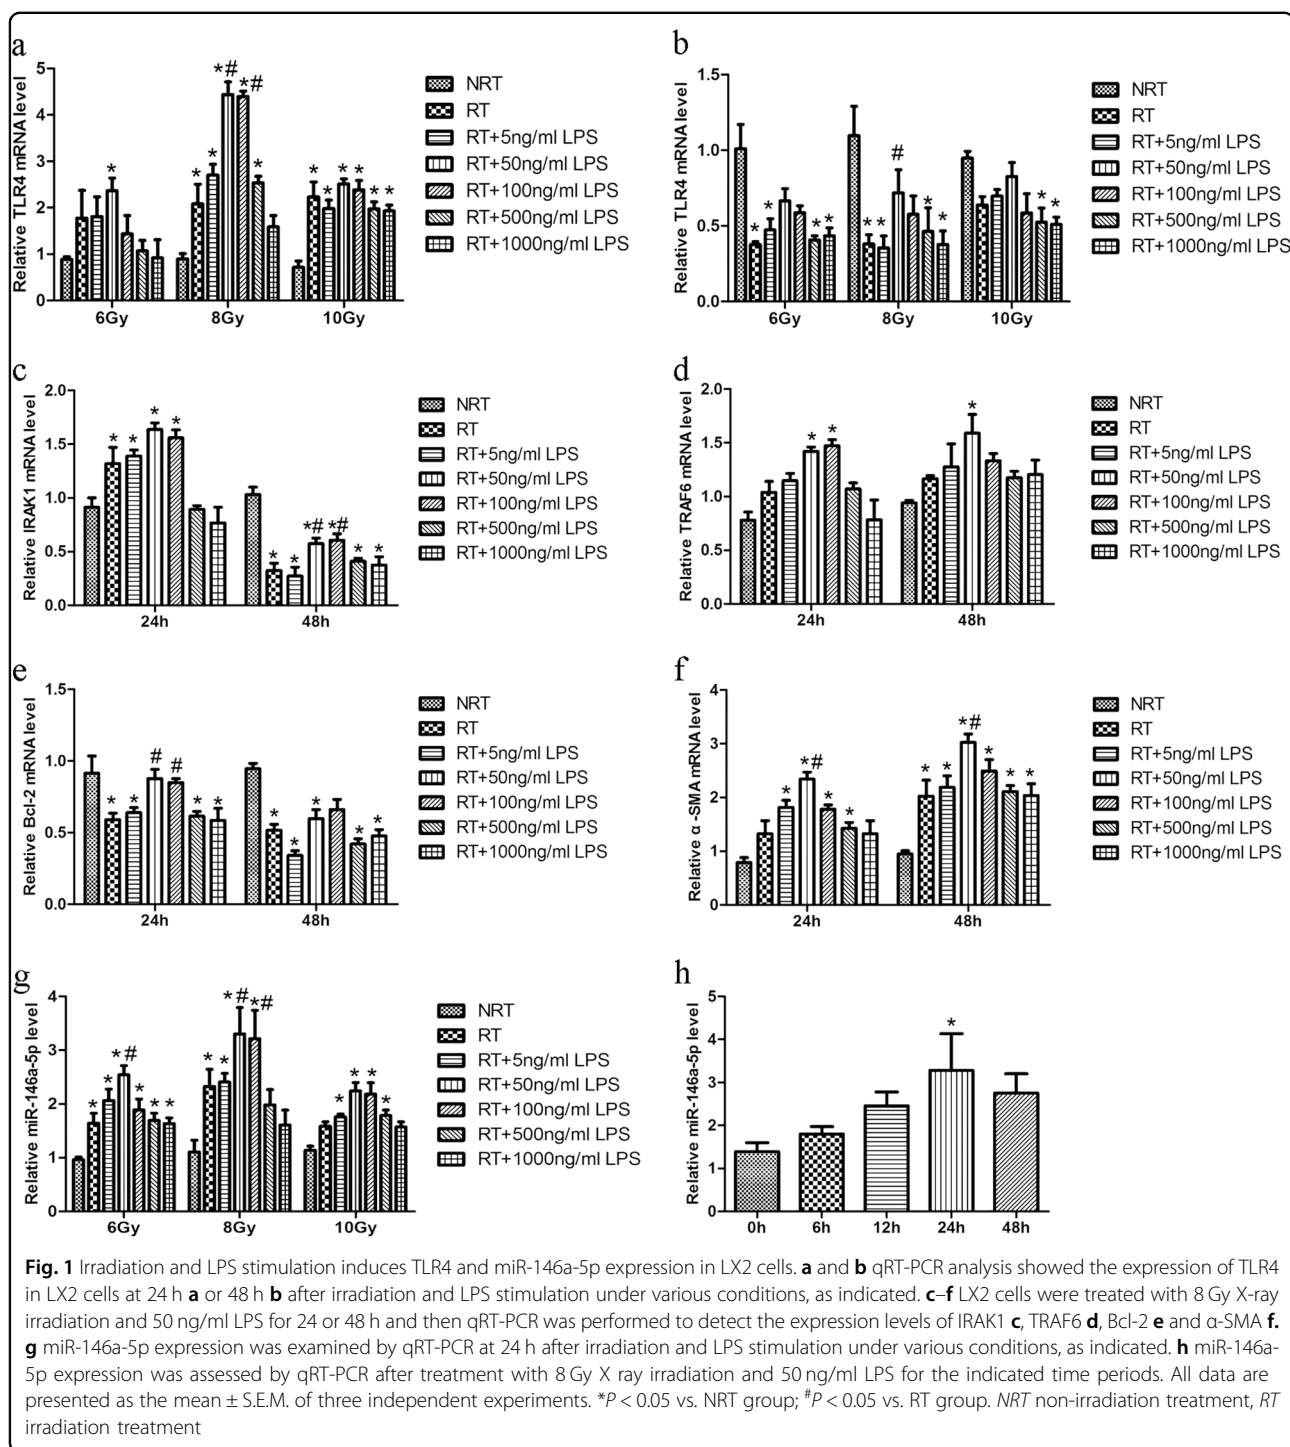 a
Relative TLR4 mRNA level
5
4
3
2
1
0
*# *#
* * *
* * * * * * * *
6Gy 8Gy 10Gy
NRT
RT
RT+5ng/ml LPS
RT+50ng/ml LPS
RT+100ng/ml LPS
RT+500ng/ml LPS
RT+1000ng/ml LPS
b
Relative TLR4 mRNA level
1.5
1.0
0.5
0.0
#
* * * * * * * * * * *
6Gy 8Gy 10Gy
NRT
RT
RT+5ng/ml LPS
RT+50ng/ml LPS
RT+100ng/ml LPS
RT+500ng/ml LPS
RT+1000ng/ml LPS
c
Relative IRAK1 mRNA level
2.0
1.5
1.0
0.5
0.0
* * * *
* * *# *# * *
24h 48h
NRT
RT
RT+5ng/ml LPS
RT+50ng/ml LPS
RT+100ng/ml LPS
RT+500ng/ml LPS
RT+1000ng/ml LPS
d
Relative TRAF6 mRNA level
2.0
1.5
1.0
0.5
0.0
* * *
24h 48h
NRT
RT
RT+5ng/ml LPS
RT+50ng/ml LPS
RT+100ng/ml LPS
RT+500ng/ml LPS
RT+1000ng/ml LPS
e
Relative Bcl-2 mRNA level
1.5
1.0
0.5
0.0
* * # # * *
* * * * *
24h 48h
NRT
RT
RT+5ng/ml LPS
RT+50ng/ml LPS
RT+100ng/ml LPS
RT+500ng/ml LPS
RT+1000ng/ml LPS
f
Relative α-SMA mRNA level
4
3
2
1
0
* *# * *
* * *# * * *
24h 48h
NRT
RT
RT+5ng/ml LPS
RT+50ng/ml LPS
RT+100ng/ml LPS
RT+500ng/ml LPS
RT+1000ng/ml LPS
g
Relative miR-146a-5p level
4
3
2
1
0
* * *# * * *
* * *# *#
* * * *
6Gy 8Gy 10Gy
NRT
RT
RT+5ng/ml LPS
RT+50ng/ml LPS
RT+100ng/ml LPS
RT+500ng/ml LPS
RT+1000ng/ml LPS
h
Relative miR-146a-5p level
5
4
3
2
1
0
*
0h 6h 12h 24h 48h
Fig. 1 Irradiation and LPS stimulation induces TLR4 and miR-146a-5p expression in LX2 cells. a and b qRT-PCR analysis showed the expression of TLR4
in LX2 cells at 24 h a or 48 h b after irradiation and LPS stimulation under various conditions, as indicated. c–f LX2 cells were treated with 8 Gy X-ray
irradiation and 50 ng/ml LPS for 24 or 48 h and then qRT-PCR was performed to detect the expression levels of IRAK1 c, TRAF6 d, Bcl-2 e and α-SMA f.
g miR-146a-5p expression was examined by qRT-PCR at 24 h after irradiation and LPS stimulation under various conditions, as indicated. h miR-146a-
5p expression was assessed by qRT-PCR after treatment with 8 Gy X ray irradiation and 50 ng/ml LPS for the indicated time periods. All data are
presented as the mean ± S.E.M. of three independent experiments. *P < 0.05 vs. NRT group; #P < 0.05 vs. RT group. NRT non-irradiation treatment, RT
irradiation treatment